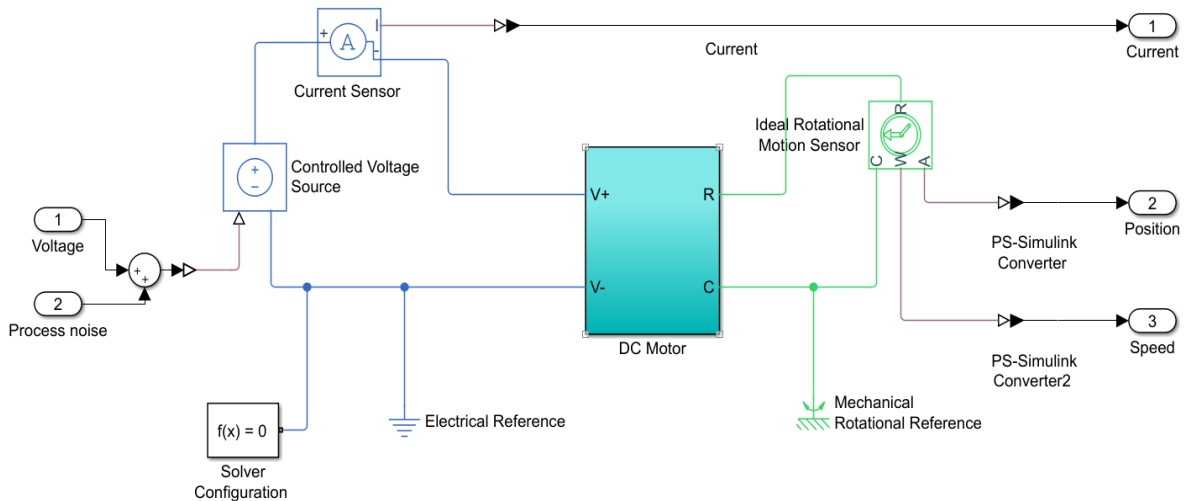 +
A
I
-
1
Current
Current
Current Sensor
R
Ideal Rotational
Motion Sensor
C
W
A
+
-
Controlled Voltage
Source
V+
R
1
Voltage
2
Position
PS-Simulink
Converter
+
+
2
Process noise
V-
C
DC Motor
3
Speed
PS-Simulink
Converter2
f(x) = 0
Solver
Configuration
Electrical Reference
Mechanical
Rotational Reference